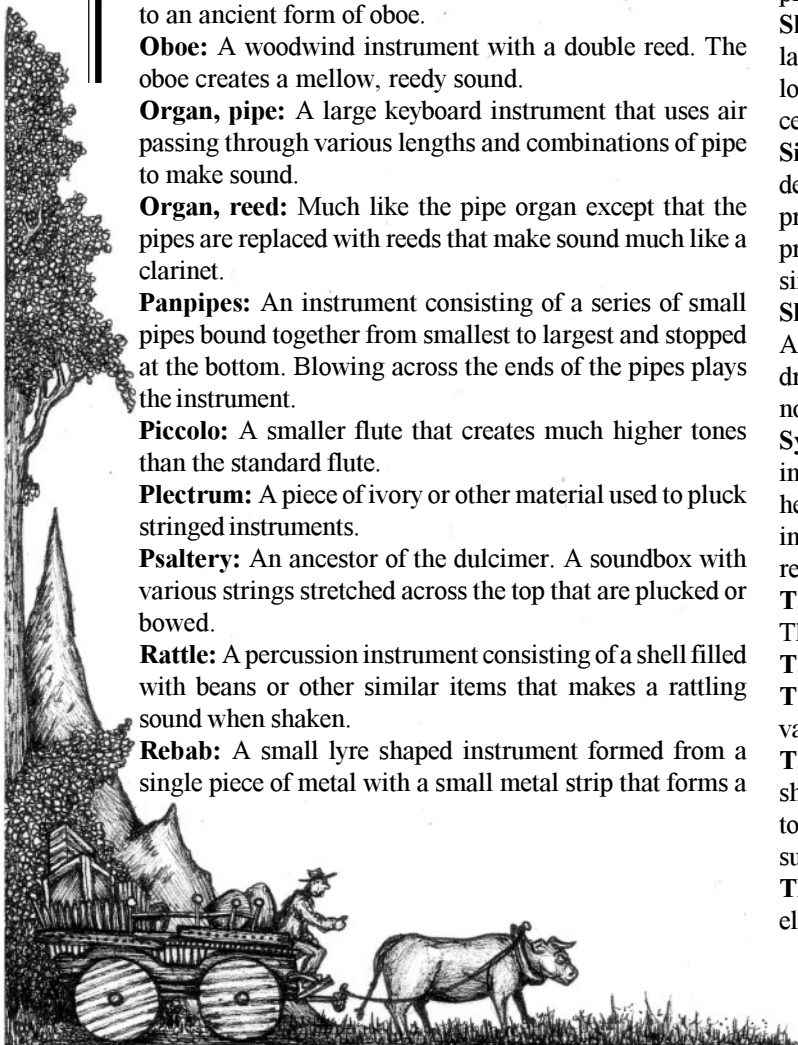 to an ancient form of oboe.
Oboe: A woodwind instrument with a double reed. The
oboe creates a mellow, reedy sound.
Organ, pipe: A large keyboard instrument that uses air
passing through various lengths and combinations of pipe
to make sound.
Organ, reed: Much like the pipe organ except that the
pipes are replaced with reeds that make sound much like a
clarinet.
Panpipes: An instrument consisting of a series of small
pipes bound together from smallest to largest and stopped
at the bottom. Blowing across the ends of the pipes plays
the instrument.
Piccolo: A smaller flute that creates much higher tones
than the standard flute.
Plectrum: A piece of ivory or other material used to pluck
stringed instruments.
Psaltery: An ancestor of the dulcimer. A soundbox with
various strings stretched across the top that are plucked or
bowed.
Rattle: A percussion instrument consisting of a shell filled
with beans or other similar items that makes a rattling
sound when shaken.
Rebab: A small lyre shaped instrument formed from a
single piece of metal with a small metal strip that forms a